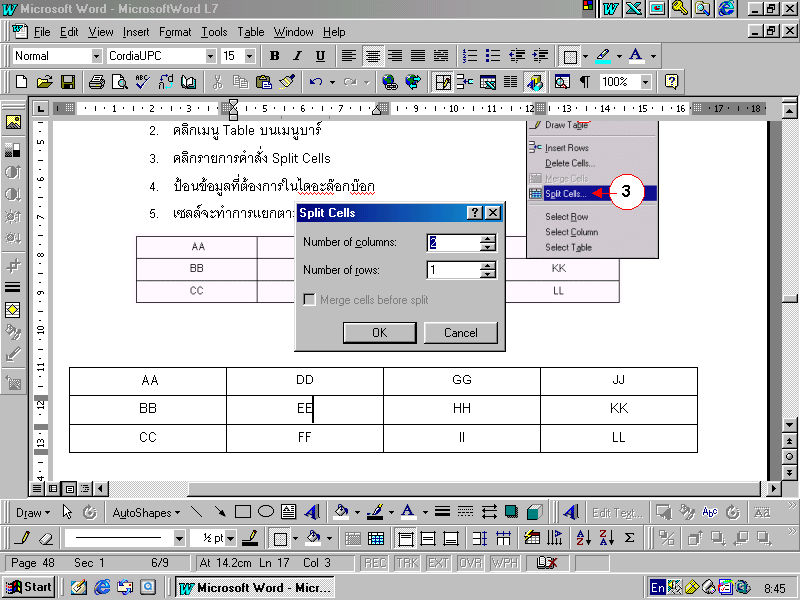 Microsoft Word - MicrosoftWord L7
File Edit View Insert Format Tools Table Window Help
Normal CordiaUPC 15 B I U
100%
2. คลิกเมนู Table บนเมนูบาร์
3. คลิกรายการคำสั่ง Split Cells
4. ป้อนข้อมูลที่ต้องการในไดอะล๊อกบ๊อก
5. เซลล์จะทำการแยกตา
Draw Table
Insert Rows
Delete Cells...
Merge Cells
Split Cells... 3
Select Row
Select Column
Select Table
Split Cells
Number of columns: 2
Number of rows: 1
Merge cells before split
OK Cancel
AA
BB KK
CC LL
AA DD GG JJ
BB EE HH KK
CC FF II LL
Draw AutoShapes Edit Text...
½ pt
Page 48 Sec 1 6/9 At 14.2cm Ln 17 Col 3 REC TRK EXT OVR WPH
Start Microsoft Word - Micr... En 8:45